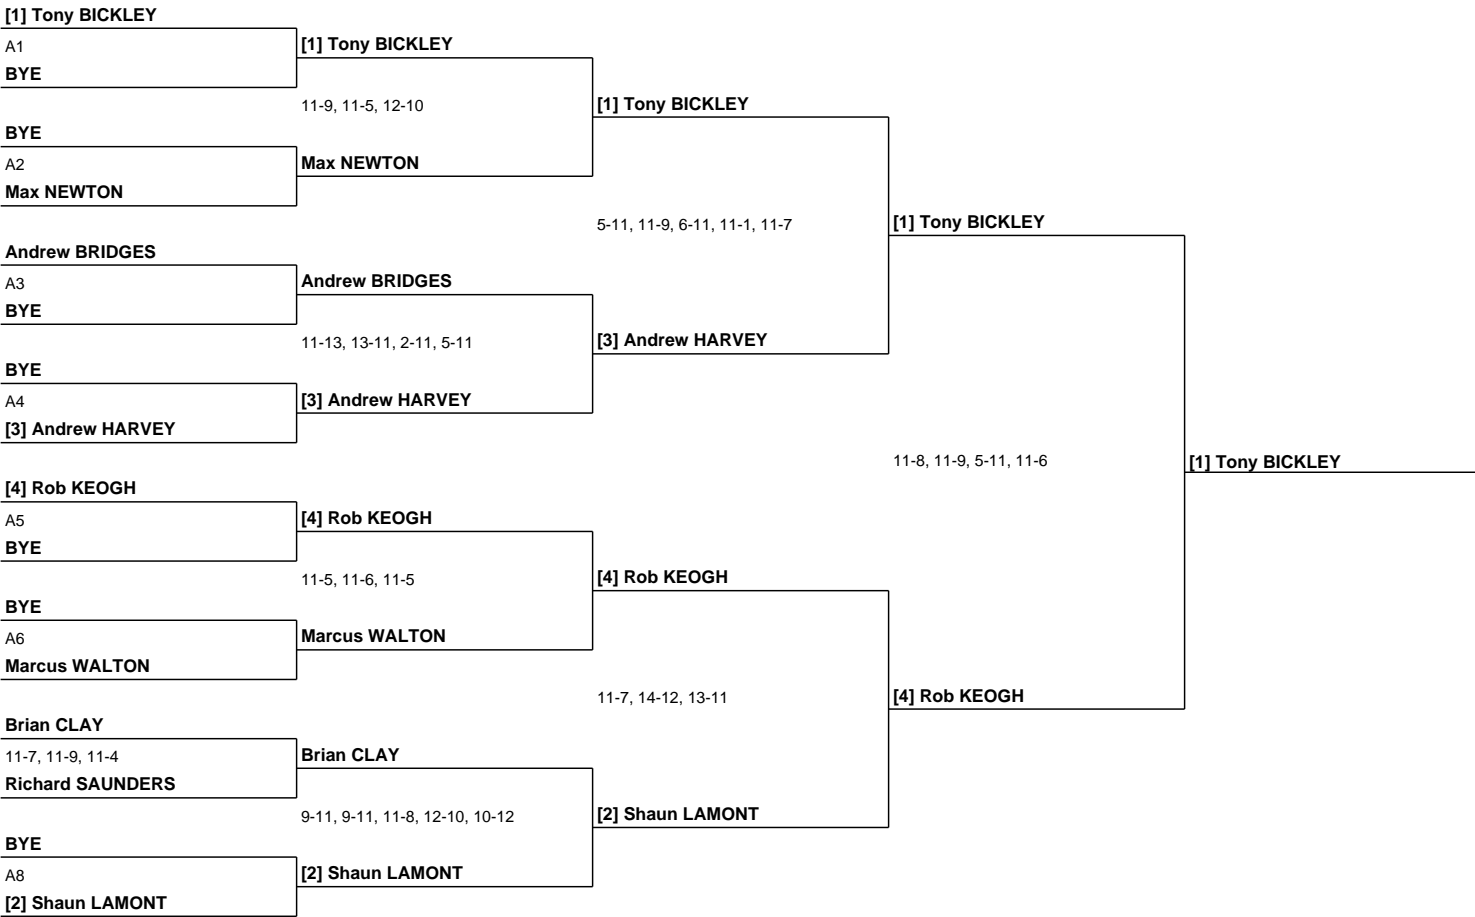 [1] Tony BICKLEY
A1
BYE
[1] Tony BICKLEY
11-9, 11-5, 12-10
BYE
A2
Max NEWTON
Max NEWTON
[1] Tony BICKLEY
5-11, 11-9, 6-11, 11-1, 11-7
Andrew BRIDGES
A3
BYE
Andrew BRIDGES
11-13, 13-11, 2-11, 5-11
BYE
A4
[3] Andrew HARVEY
[3] Andrew HARVEY
[3] Andrew HARVEY
[1] Tony BICKLEY
11-8, 11-9, 5-11, 11-6
[1] Tony BICKLEY
[4] Rob KEOGH
A5
BYE
[4] Rob KEOGH
11-5, 11-6, 11-5
BYE
A6
Marcus WALTON
Marcus WALTON
[4] Rob KEOGH
11-7, 14-12, 13-11
[4] Rob KEOGH
Brian CLAY
11-7, 11-9, 11-4
Richard SAUNDERS
Brian CLAY
9-11, 9-11, 11-8, 12-10, 10-12
BYE
A8
[2] Shaun LAMONT
[2] Shaun LAMONT
[2] Shaun LAMONT